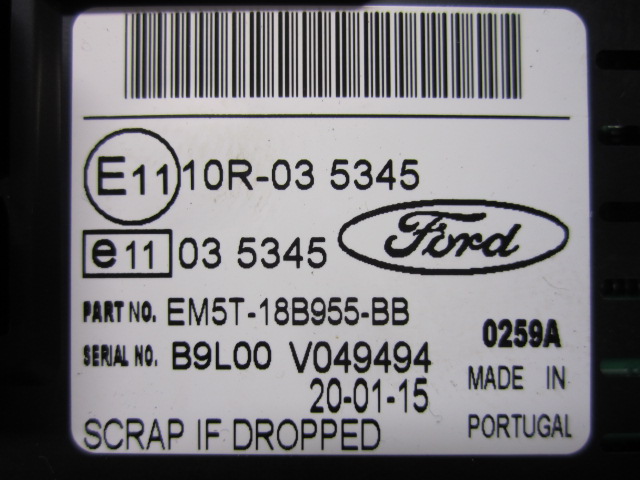 E11 10R-03 5345
e11 03 5345
Ford
PART NO. EM5T-18B955-BB
SERIAL NO. B9L00 V049494
0259A
20-01-15
MADE IN
PORTUGAL
SCRAP IF DROPPED